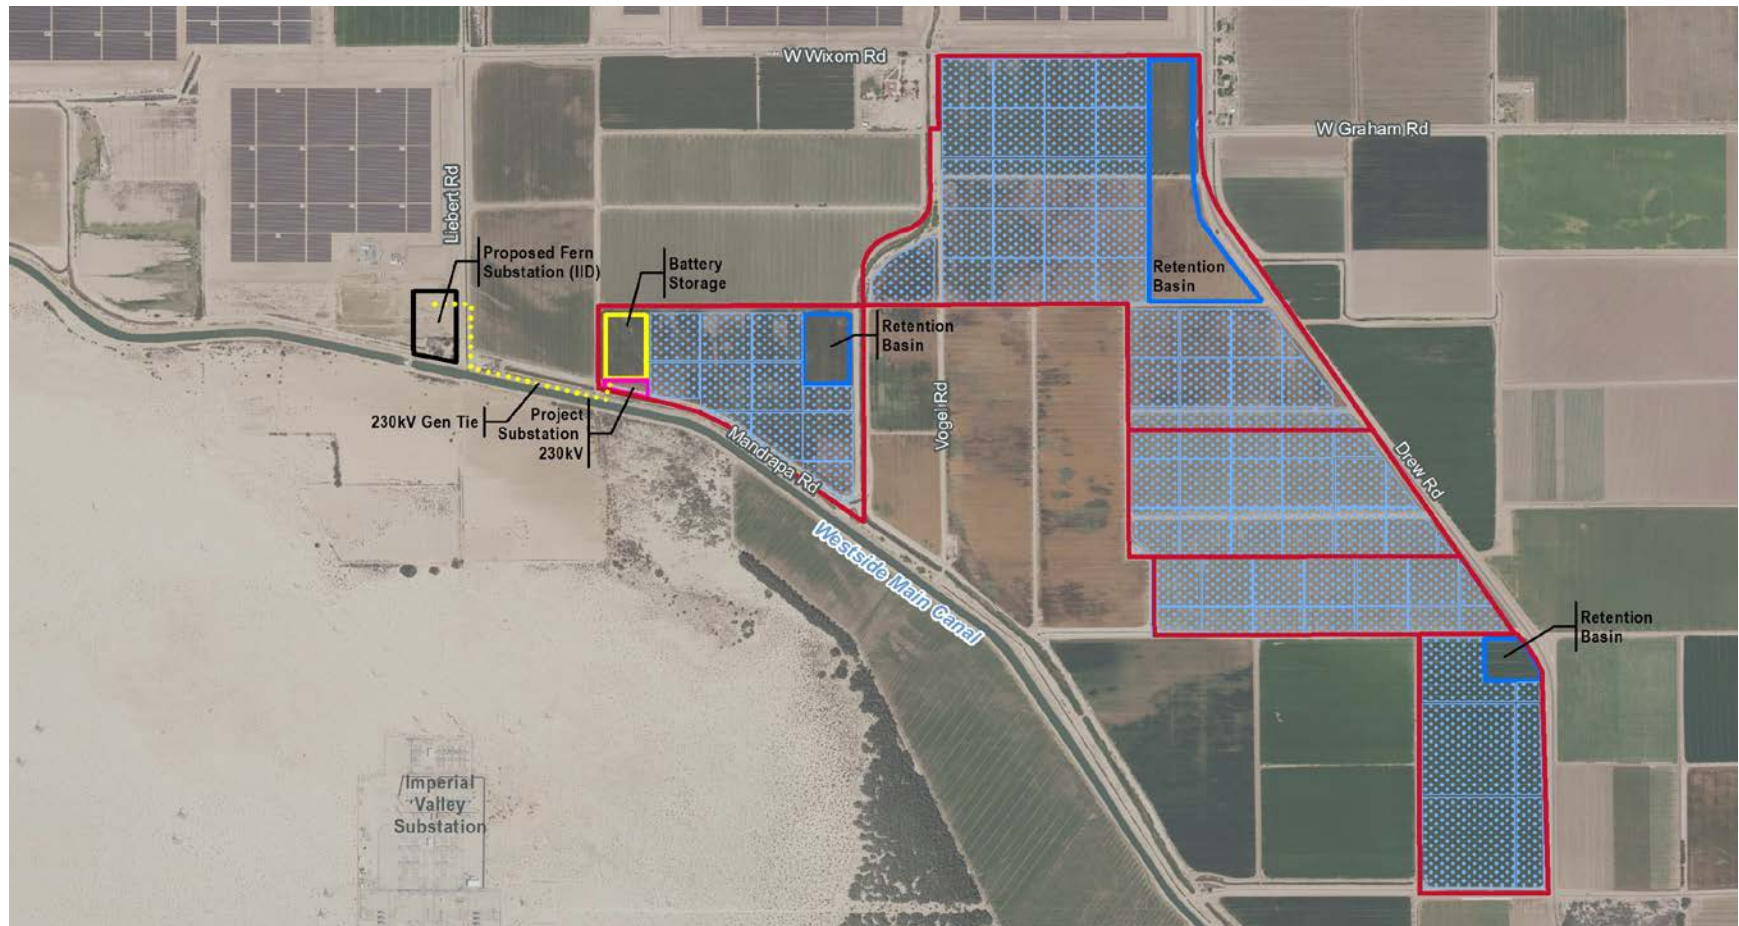 W Wixom Rd
W Graham Rd
Liebert Rd
Proposed Fern
Substation (IID)
Battery
Storage
Retention
Basin
Retention
Basin
230kV Gen Tie
Project
Substation
230kV
Mandrapa Rd
Vogel Rd
Drew Rd
Westside Main Canal
Retention
Basin
Imperial
Valley
Substation